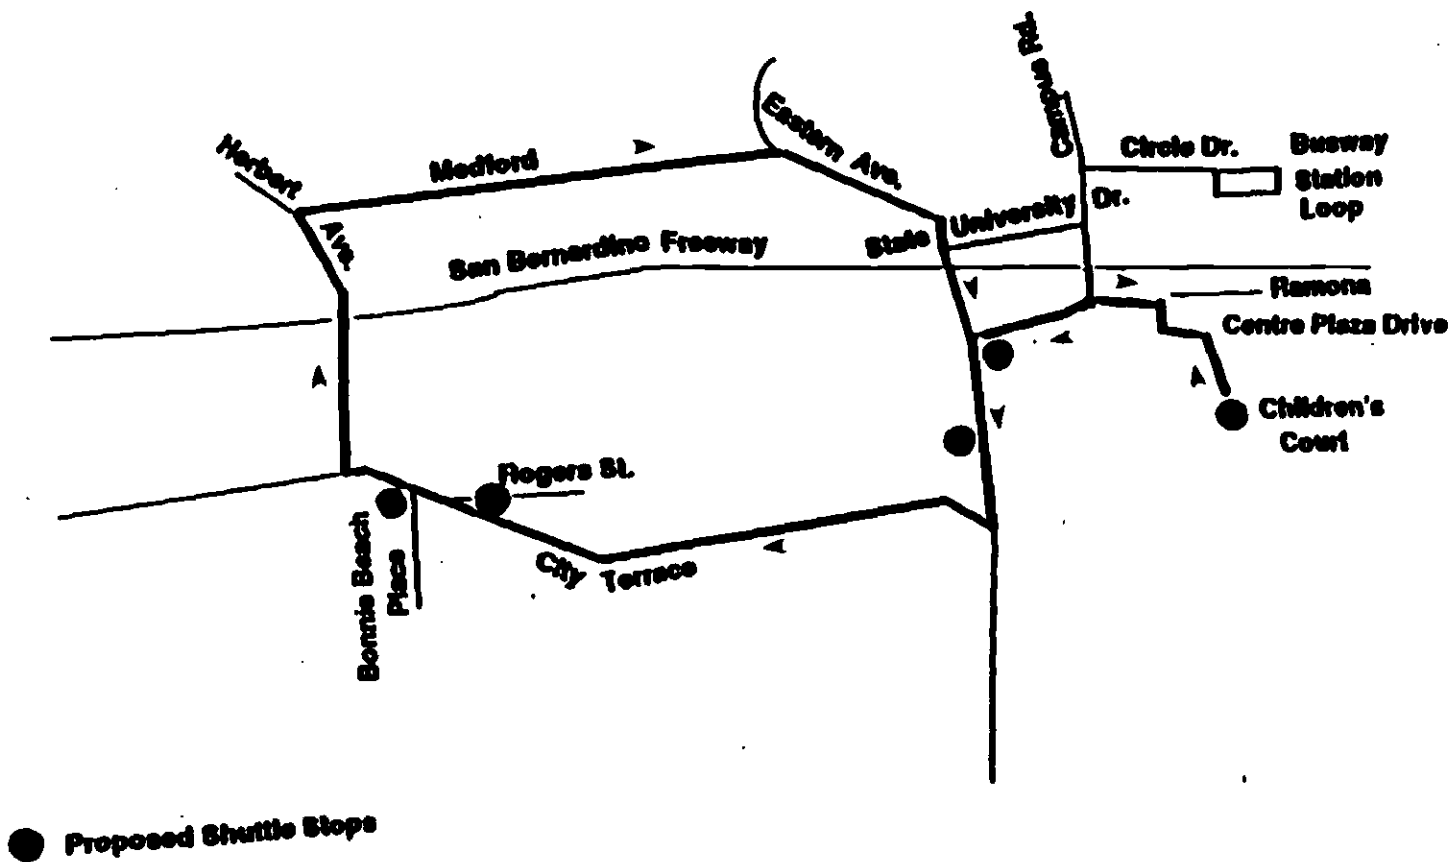 Campus Rd.
Eastern Ave.
Herbert
Ave.
Medford
Circle Dr.
Busway
Station
Loop
State University Dr.
San Bernardino Freeway
Ramona
Centre Plaza Drive
Children's
Court
Rogers St.
Bonnie Beach
Place
City Terrace
Proposed Shuttle Stops